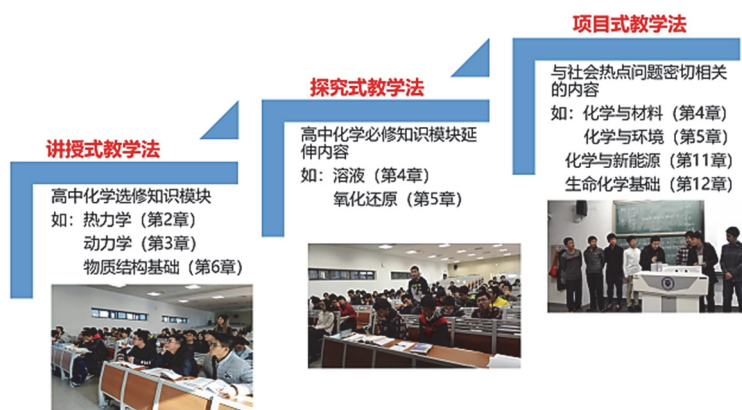 讲授式教学法
高中化学选修知识模块
如：热力学（第2章）
动力学（第3章）
物质结构基础（第6章）
探究式教学法
高中化学必修知识模块延
伸内容
如：溶液（第4章）
氧化还原（第5章）
项目式教学法
与社会热点问题密切相关
的内容
如：化学与材料（第4章）
化学与环境（第5章）
化学与新能源（第11章）
生命化学基础（第12章）